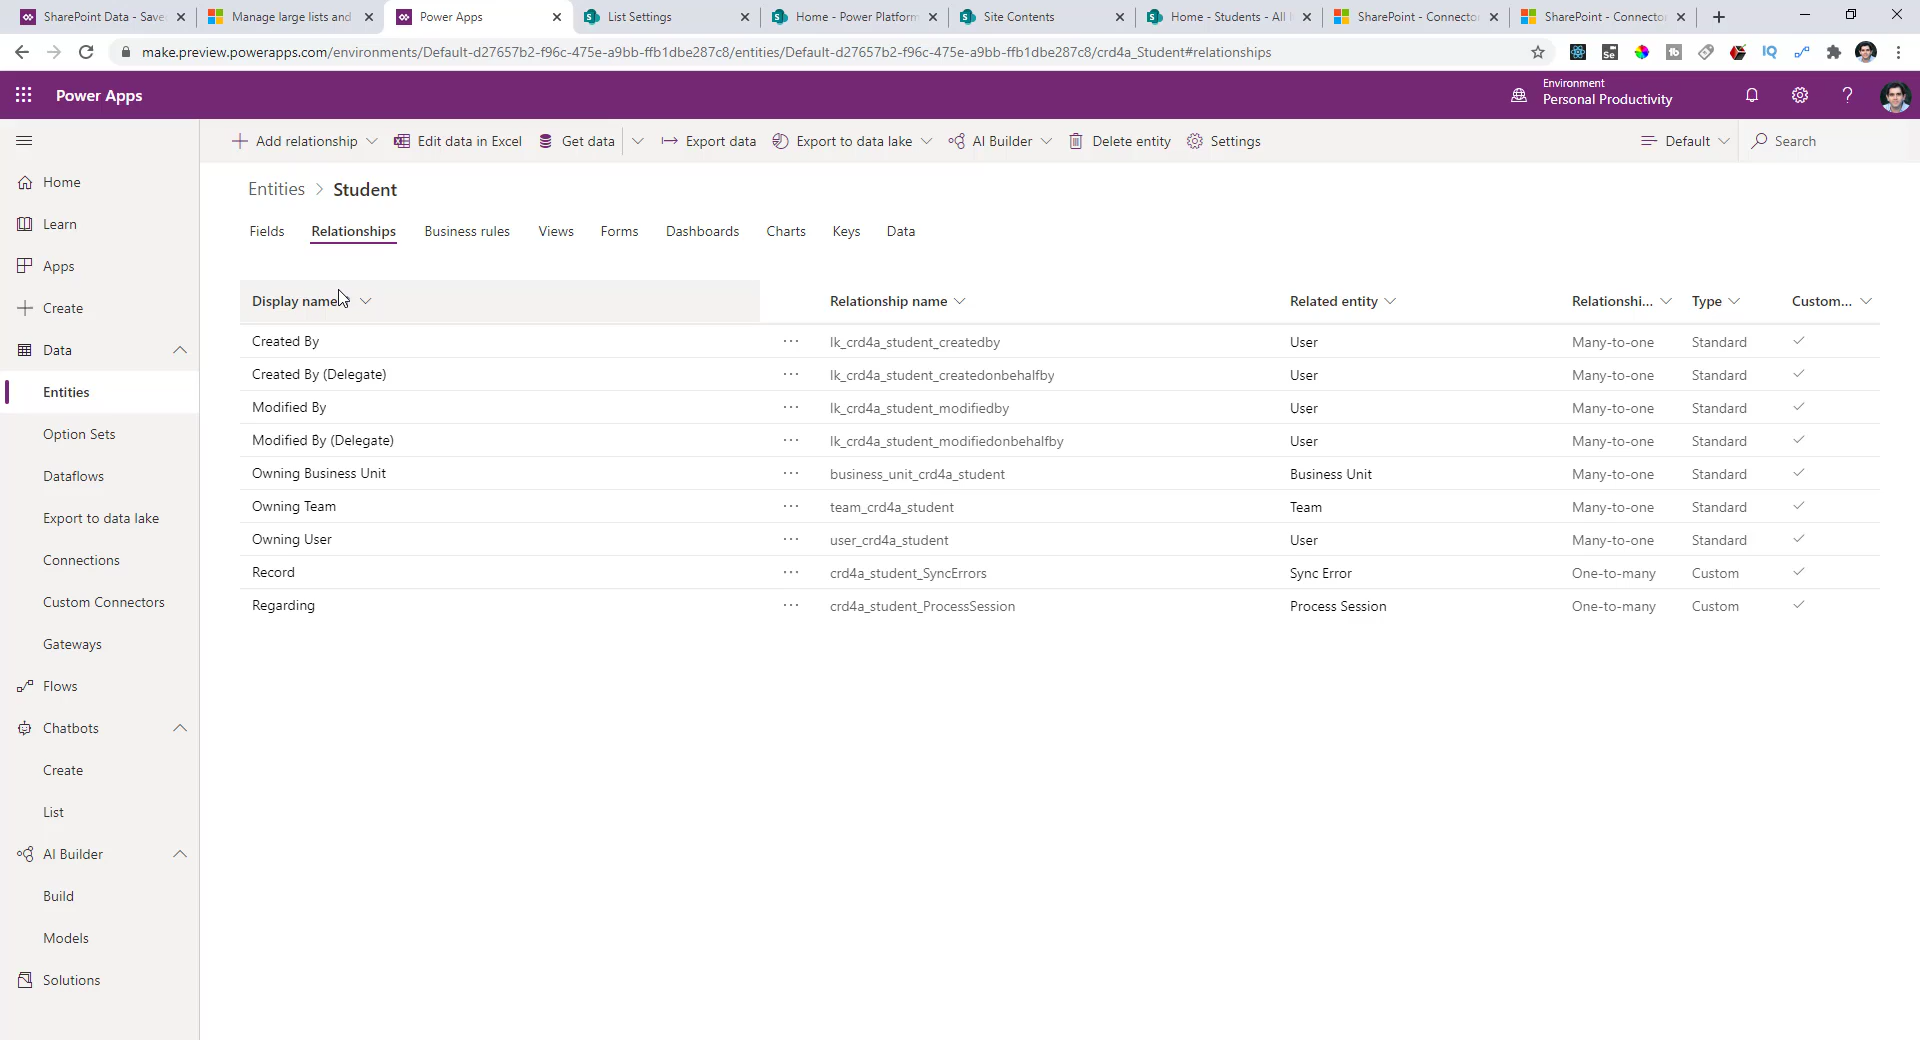 SharePoint Data - Save
Manage large lists and
Power Apps
List Settings
Home - Power Platform
Site Contents
Home - Students - All I
SharePoint - Connector
SharePoint - Connector
make.preview.powerapps.com/environments/Default-d27657b2-f96c-475e-a9bb-ffb1dbe287c8/entities/Default-d27657b2-f96c-475e-a9bb-ffb1dbe287c8/crd4a_Student#relationships
Power Apps
Environment
Personal Productivity
Add relationship
Edit data in Excel
Get data
Export data
Export to data lake
AI Builder
Delete entity
Settings
Default
Search
Home
Learn
Apps
Create
Data
Entities
Option Sets
Dataflows
Export to data lake
Connections
Custom Connectors
Gateways
Flows
Chatbots
Create
List
AI Builder
Build
Models
Solutions
Entities > Student
Fields Relationships Business rules Views Forms Dashboards Charts Keys Data
Display name Relationship name Related entity Relationshi... Type Custom...
Created By ··· lk_crd4a_student_createdby User Many-to-one Standard
Created By (Delegate) ··· lk_crd4a_student_createdonbehalfby User Many-to-one Standard
Modified By ··· lk_crd4a_student_modifiedby User Many-to-one Standard
Modified By (Delegate) ··· lk_crd4a_student_modifiedonbehalfby User Many-to-one Standard
Owning Business Unit ··· business_unit_crd4a_student Business Unit Many-to-one Standard
Owning Team ··· team_crd4a_student Team Many-to-one Standard
Owning User ··· user_crd4a_student User Many-to-one Standard
Record ··· crd4a_student_SyncErrors Sync Error One-to-many Custom
Regarding ··· crd4a_student_ProcessSession Process Session One-to-many Custom